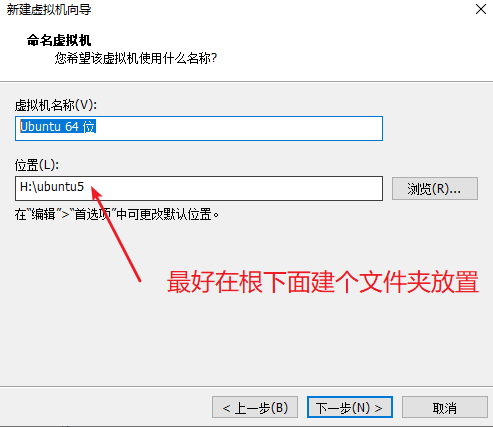 新建虚拟机向导
命名虚拟机
您希望该虚拟机使用什么名称?
虚拟机名称(V):
Ubuntu 64 位
位置(L):
H:\ubuntu5
浏览(R)...
在"编辑">"首选项"中可更改默认位置。
最好在根下面建个文件夹放置
< 上一步(B)
下一步(N) >
取消